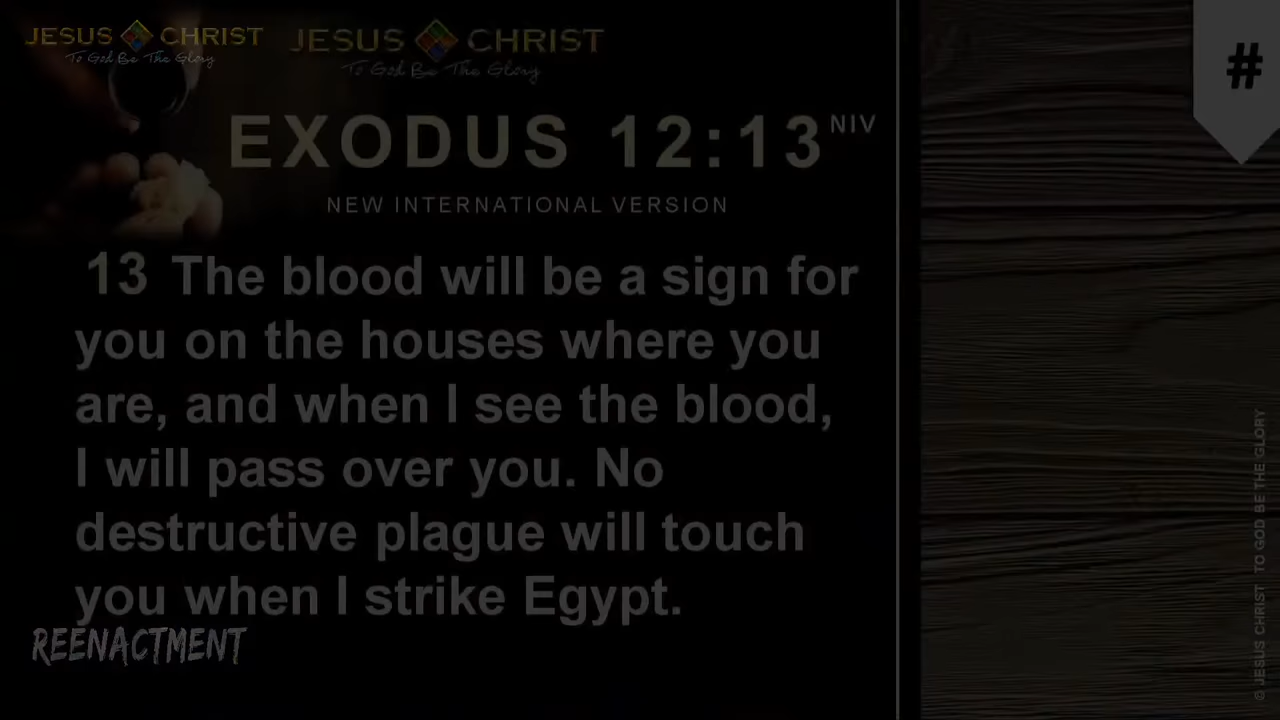 JESUS CHRIST
To God Be The Glory
JESUS CHRIST
To God Be The Glory
#
EXODUS 12:13 NIV
NEW INTERNATIONAL VERSION
13 The blood will be a sign for
you on the houses where you
are, and when I see the blood,
I will pass over you. No
destructive plague will touch
you when I strike Egypt.
REENACTMENT
© JESUS CHRIST TO GOD BE THE GLORY